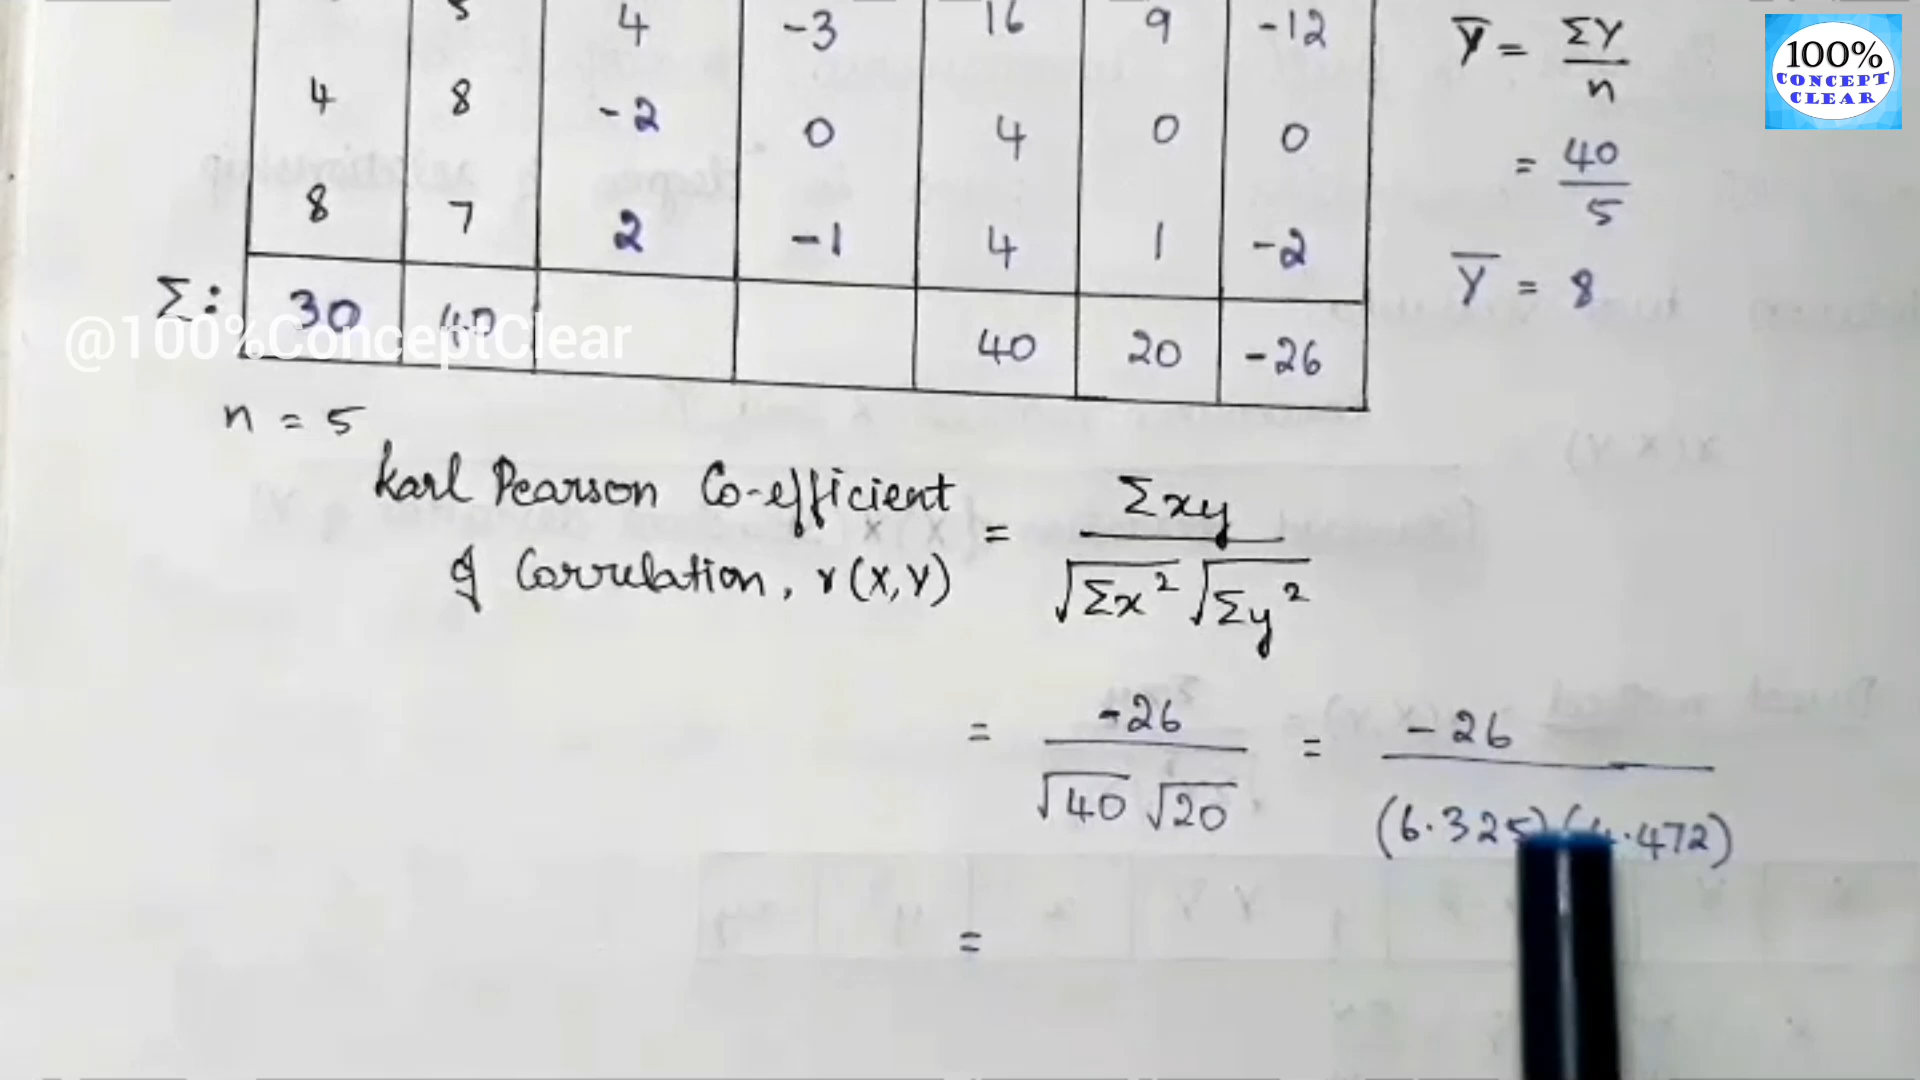 5 4 -3 16 9 -12
4 8 -2 0 4 0 0
8 7 2 -1 4 1 -2
Σ: 30 40 40 20 -26
n = 5
Y̅ = ΣY / n
= 40 / 5
Y̅ = 8
100%
CONCEPT
CLEAR
@100%ConceptClear
Karl Pearson Co-efficient
of Correlation, r(X,Y) = Σxy / √Σx² √Σy²
= -26 / √40 √20 = -26 / (6.325)(4.472)
=